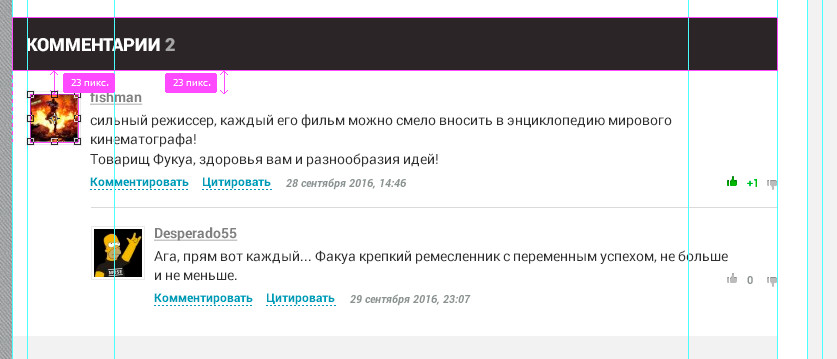 КОММЕНТАРИИ 2
23 пикс.
23 пикс.
fishman
сильный режиссер, каждый его фильм можно смело вносить в энциклопедию мирового
кинематографа!
Товарищ Фукуа, здоровья вам и разнообразия идей!
Комментировать Цитировать 28 сентября 2016, 14:46
+1
Desperado55
Ага, прям вот каждый... Факуа крепкий ремесленник с переменным успехом, не больше
и не меньше.
0
Комментировать Цитировать 29 сентября 2016, 23:07